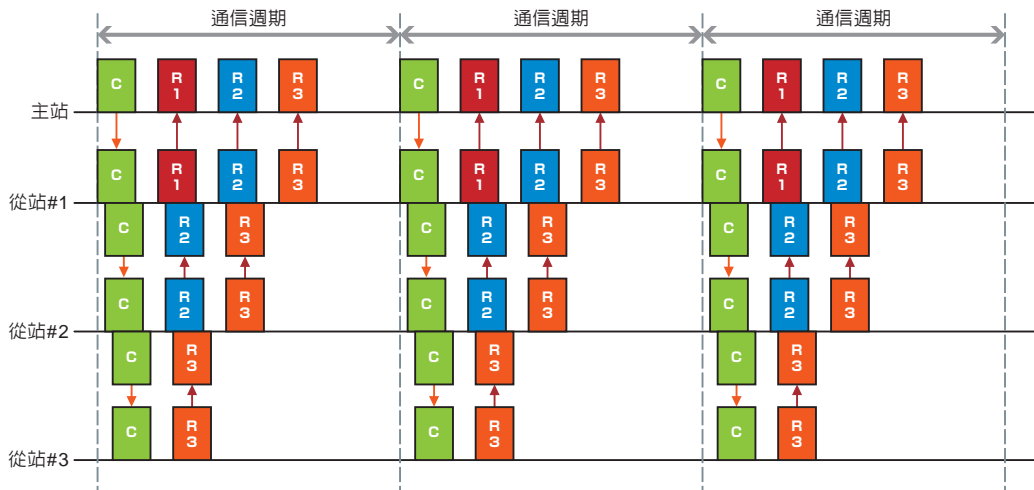 通信週期 通信週期 通信週期
C R1 R2 R3 C R1 R2 R3 C R1 R2 R3
主站
C R1 R2 R3 C R1 R2 R3 C R1 R2 R3
從站#1
C R2 R3 C R2 R3 C R2 R3
C R2 R3 C R2 R3 C R2 R3
從站#2
C R3 C R3 C R3
C R3 C R3 C R3
從站#3